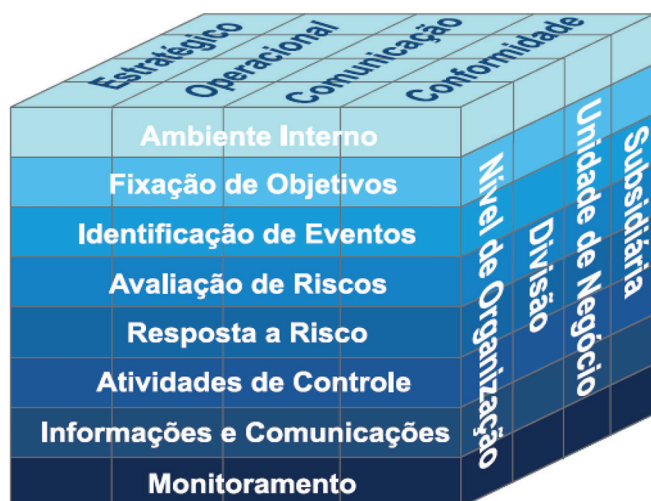 Estratégico
Operacional
Comunicação
Conformidade
Ambiente Interno
Fixação de Objetivos
Identificação de Eventos
Avaliação de Riscos
Resposta a Risco
Atividades de Controle
Informações e Comunicações
Monitoramento
Nível de Organização
Divisão
Unidade de Negócio
Subsidiária